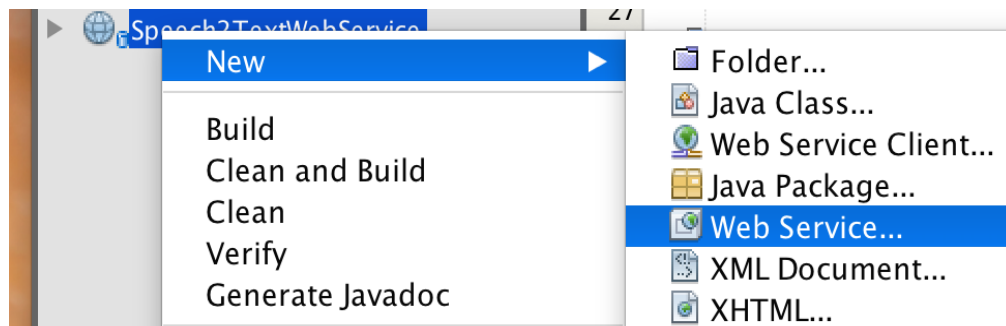 Speech2TextWebService
27
New
Build
Clean and Build
Clean
Verify
Generate Javadoc
Folder...
Java Class...
Web Service Client...
Java Package...
Web Service...
XML Document...
XHTML...